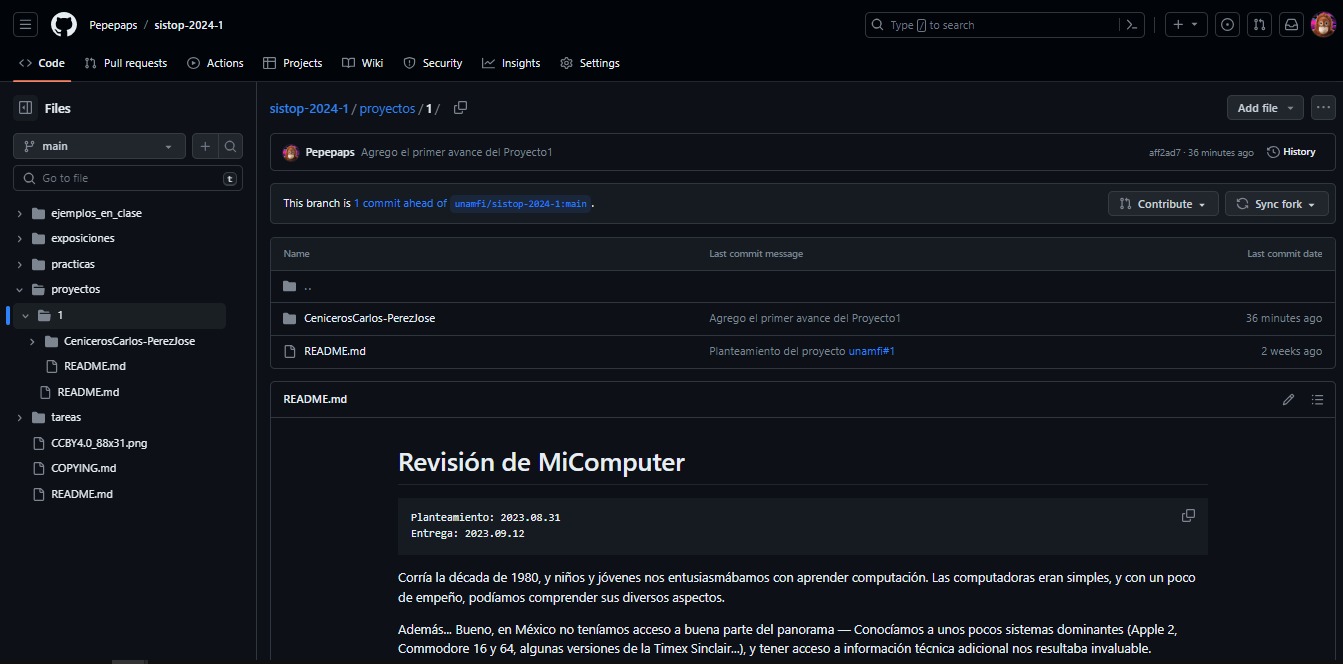 Pepepaps / sistop-2024-1
Type / to search
Code
Pull requests
Actions
Projects
Wiki
Security
Insights
Settings
Files
main
Go to file
t
ejemplos_en_clase
exposiciones
practicas
proyectos
1
CenicerosCarlos-PerezJose
README.md
README.md
tareas
CCBY4.0_88x31.png
COPYING.md
README.md
sistop-2024-1 / proyectos / 1 /
Add file
Pepepaps Agrego el primer avance del Proyecto1
aff2ad7 · 36 minutes ago
History
This branch is 1 commit ahead of unamfi/sistop-2024-1:main .
Contribute
Sync fork
Name Last commit message Last commit date
..
CenicerosCarlos-PerezJose Agrego el primer avance del Proyecto1 36 minutes ago
README.md Planteamiento del proyecto unamfi#1 2 weeks ago
README.md
Revisión de MiComputer
Planteamiento: 2023.08.31
Entrega: 2023.09.12
Corría la década de 1980, y niños y jóvenes nos entusiasmábamos con aprender computación. Las computadoras eran simples, y con un poco
de empeño, podíamos comprender sus diversos aspectos.
Además... Bueno, en México no teníamos acceso a buena parte del panorama — Conocíamos a unos pocos sistemas dominantes (Apple 2,
Commodore 16 y 64, algunas versiones de la Timex Sinclair...), y tener acceso a información técnica adicional nos resultaba invaluable.